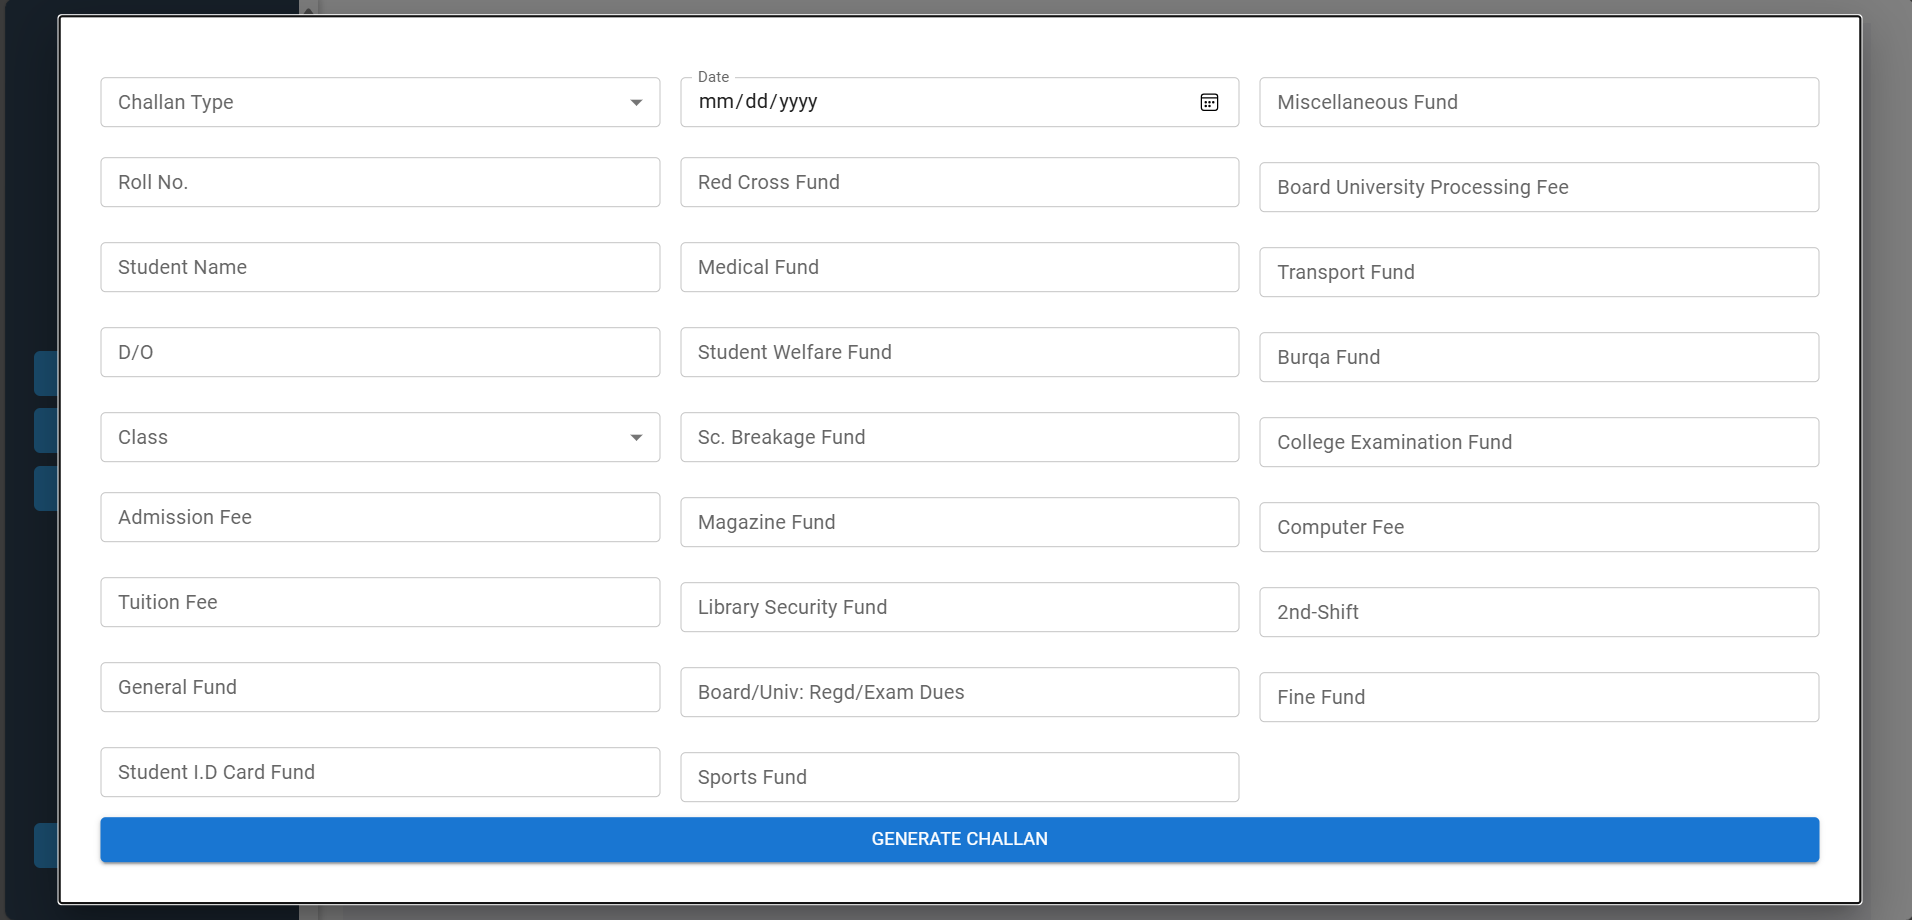 Challan Type
Roll No.
Student Name
D/O
Class
Admission Fee
Tuition Fee
General Fund
Student I.D Card Fund
Date
mm/dd/yyyy
Red Cross Fund
Medical Fund
Student Welfare Fund
Sc. Breakage Fund
Magazine Fund
Library Security Fund
Board/Univ: Regd/Exam Dues
Sports Fund
Miscellaneous Fund
Board University Processing Fee
Transport Fund
Burqa Fund
College Examination Fund
Computer Fee
2nd-Shift
Fine Fund
GENERATE CHALLAN